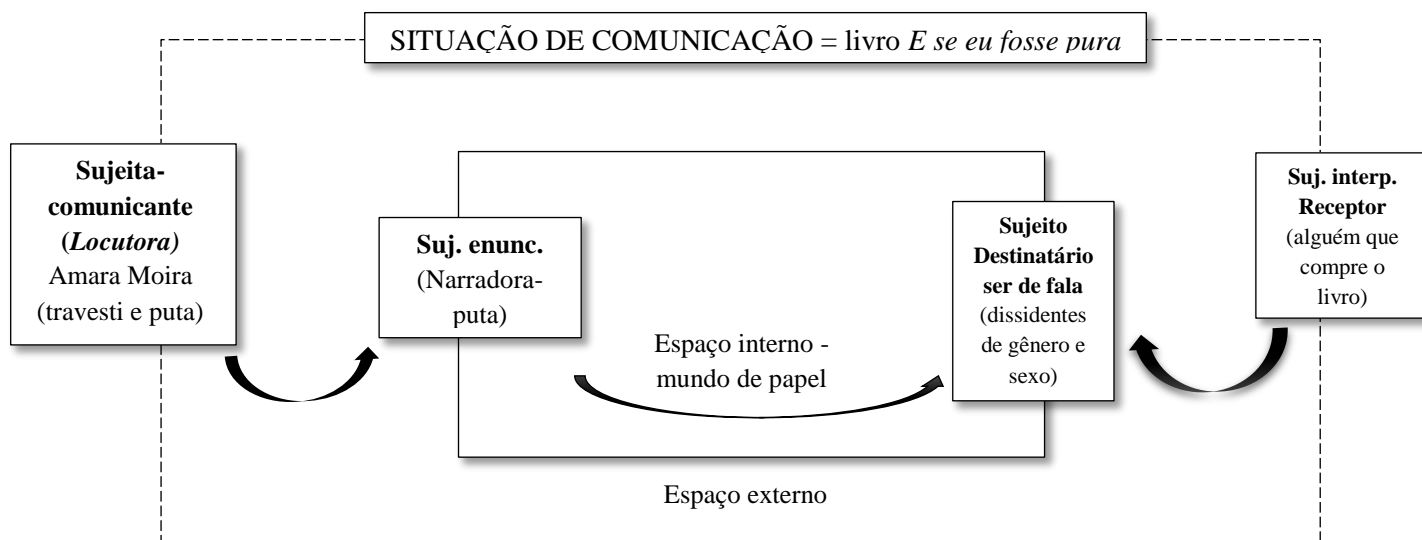 SITUAÇÃO DE COMUNICAÇÃO = livro E se eu fosse pura
Sujeita-
comunicante
(Locutora)
Amara Moira
(travesti e puta)
Suj. enunc.
(Narradora-
puta)
Espaço interno -
mundo de papel
Sujeito
Destinatário
ser de fala
(dissidentes
de gênero e
sexo)
Suj. interp.
Receptor
(alguém que
compre o
livro)
Espaço externo